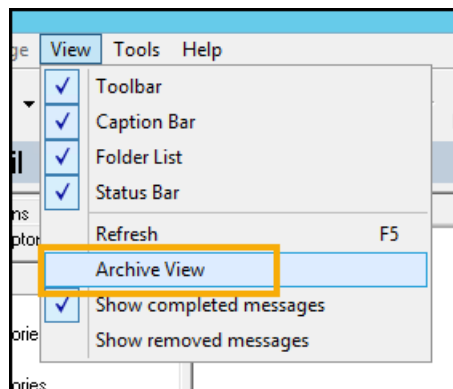 View Tools Help
Toolbar
Caption Bar
Folder List
Status Bar
Refresh F5
Archive View
Show completed messages
Show removed messages